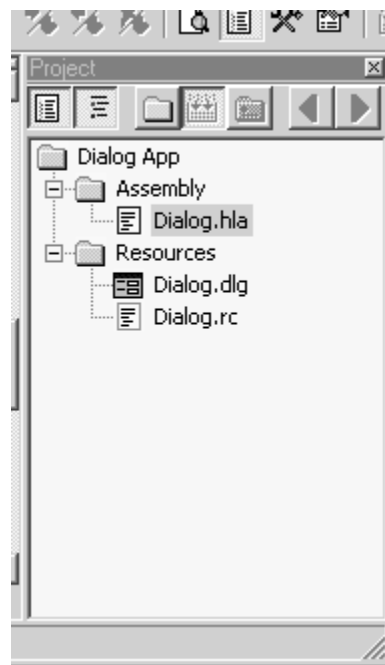 Project
Dialog App
Assembly
Dialog.hla
Resources
Dialog.dlg
Dialog.rc